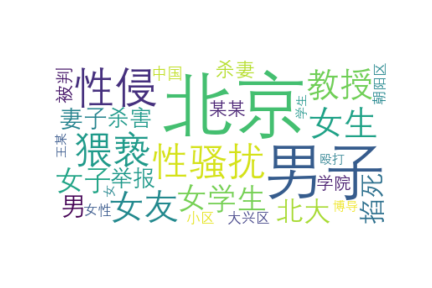 被判
性侵
中国
杀妻
北京
某某
教授
朝阳区
学生
妻子
杀害
女生
王某
猥亵
性骚扰
男子
殴打
女子
举报
学院
掐死
女
男
女性
女友
女学生
小区
大兴区
北大
博导